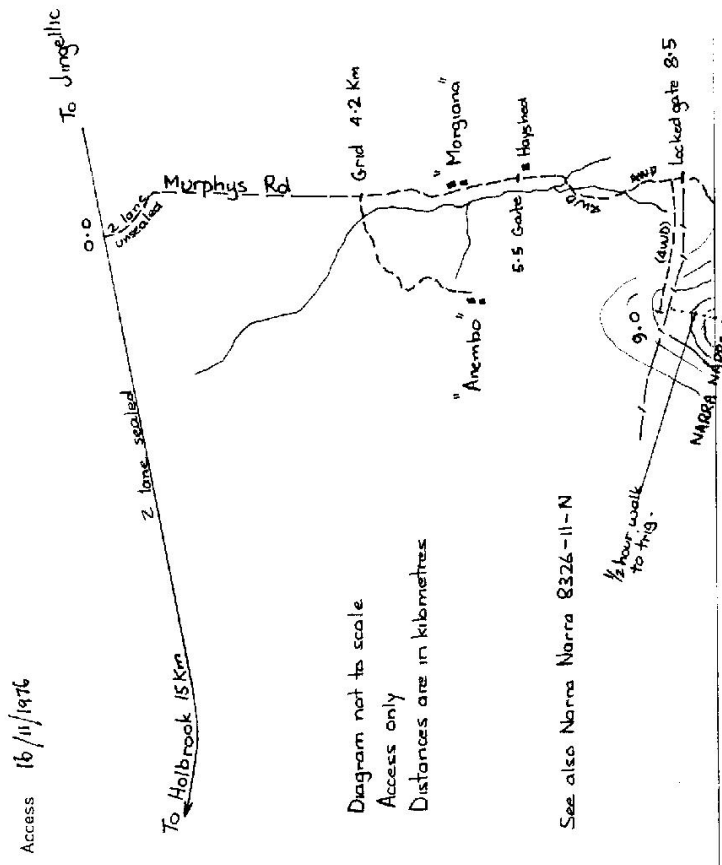 Access 16/11/1976
To Holbrook 15Km
2 lane sealed
0.0
To Jingellic
2 lane
unsealed
Murphys Rd
Grid 4.2 Km
"Morgiana"
"Anembo"
5.5 Gate
Hayshed
4WD
4WD
Locked gate 8.5
(4WD)
9.0
NARRA
1/2 hour walk
to trig.
Diagram not to scale
Access only
Distances are in kilometres
See also Narra Narra 8326-11-N